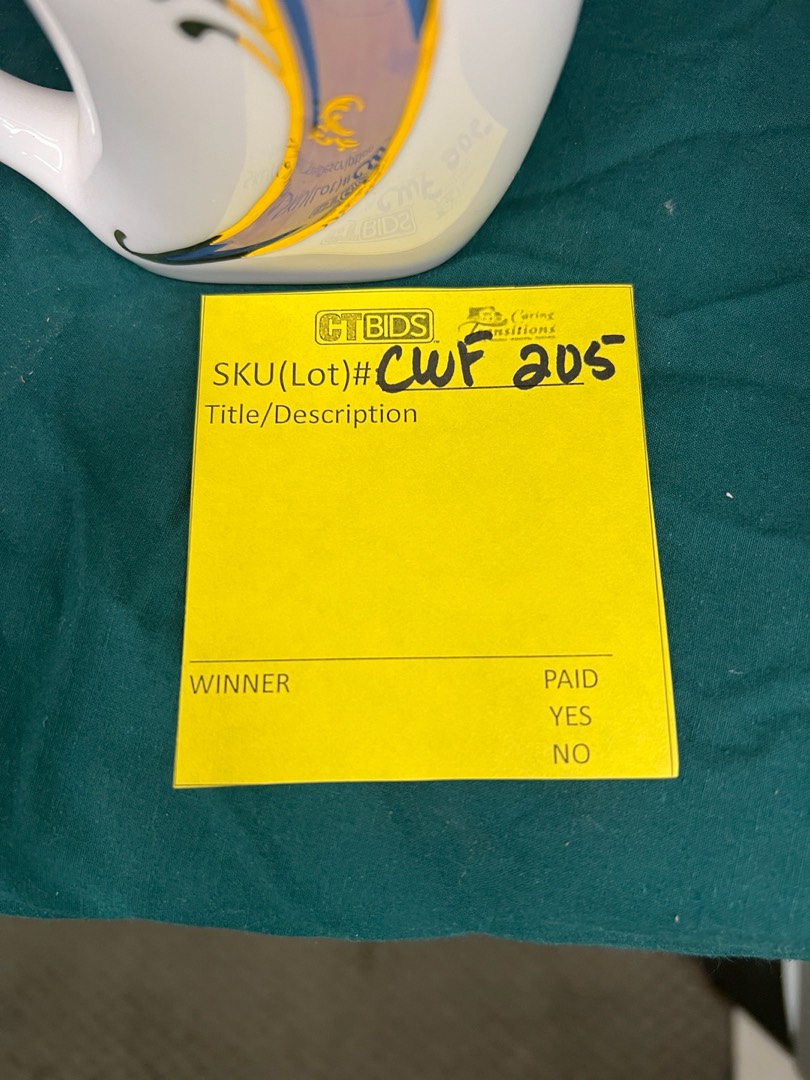 CTBIDS Caring Transitions
SKU(Lot)# CWF 205
Title/Description
WINNER PAID
YES
NO